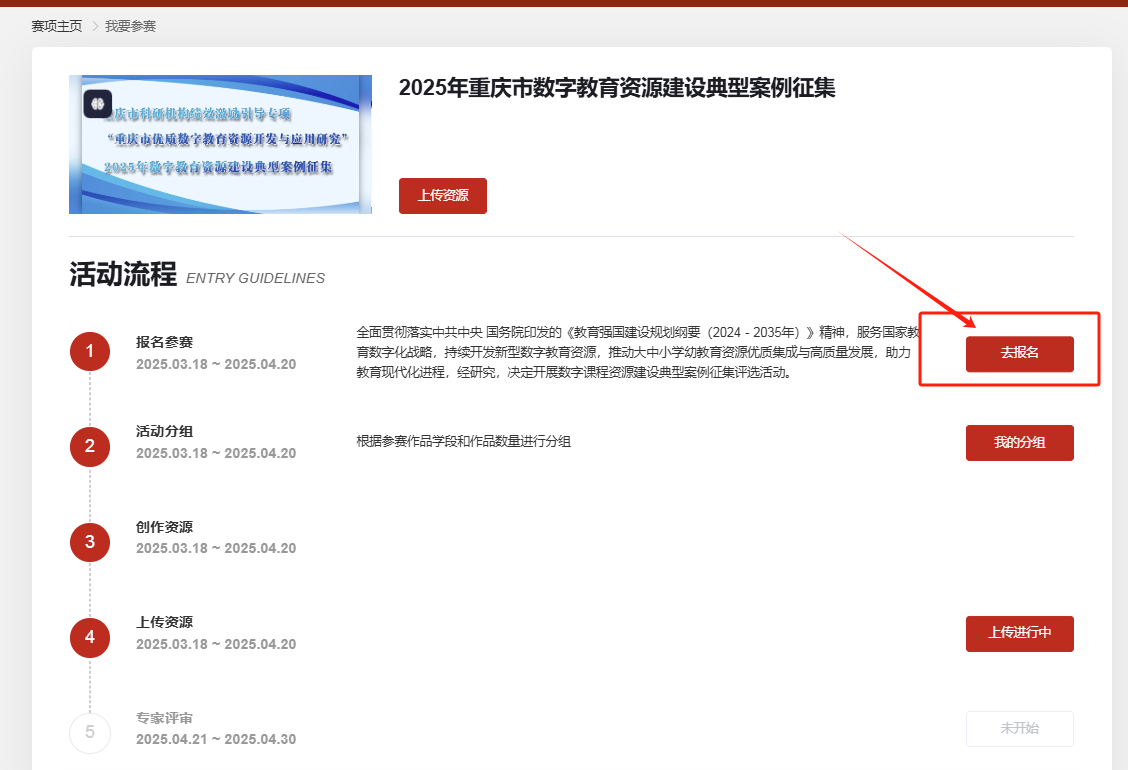 赛项主页 > 我要参赛
庆市科研机构绩效激励引导专项
“重庆市优质数字教育资源开发与应用研究”
2025年数字教育资源建设典型案例征集
2025年重庆市数字教育资源建设典型案例征集
上传资源
活动流程 ENTRY GUIDELINES
1
报名参赛
2025.03.18 ~ 2025.04.20
全面贯彻落实中共中央 国务院印发的《教育强国建设规划纲要（2024 - 2035年）》精神，服务国家教
育数字化战略，持续开发新型数字教育资源，推动大中小学幼教育资源优质集成与高质量发展，助力
教育现代化进程，经研究，决定开展数字课程资源建设典型案例征集评选活动。
去报名
2
活动分组
2025.03.18 ~ 2025.04.20
根据参赛作品学段和作品数量进行分组
我的分组
3
创作资源
2025.03.18 ~ 2025.04.20
4
上传资源
2025.03.18 ~ 2025.04.20
上传进行中
5
专家评审
2025.04.21 ~ 2025.04.30
未开始